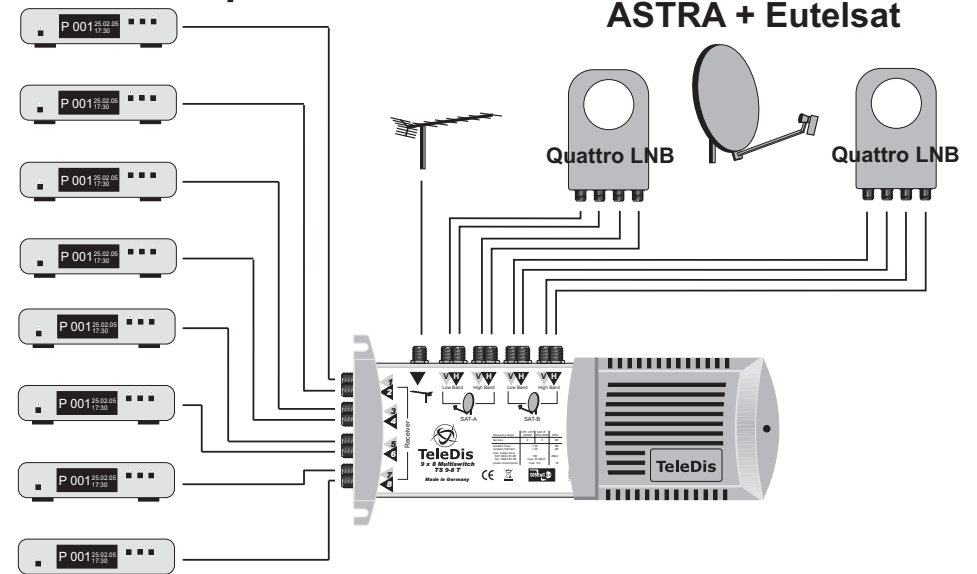 ASTRA + Eutelsat
Quattro LNB
Quattro LNB
P 001 25.02.05
17:30
P 001 25.02.05
17:30
P 001 25.02.05
17:30
P 001 25.02.05
17:30
P 001 25.02.05
17:30
P 001 25.02.05
17:30
P 001 25.02.05
17:30
P 001 25.02.05
17:30
V H V H V H V H
Low Band High Band Low Band High Band
SAT-A SAT-B
1
2
3
4
5
6
7
8
Receiver
TeleDis
9 x 8 Multiswitch
TS 9-8 T
Made in Germany
CE
TeleDis